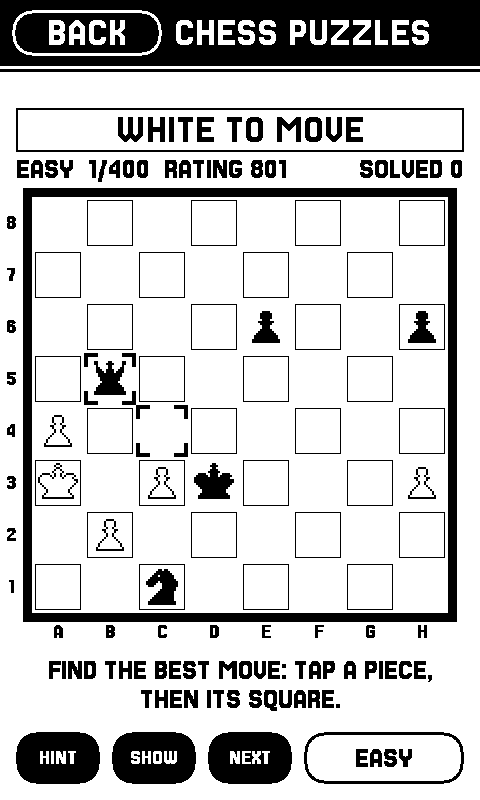 BACK CHESS PUZZLES
WHITE TO MOVE
EASY 1/400 RATING 801 SOLVED 0
8
7
6
5
4
3
2
1
A B C D E F G H
FIND THE BEST MOVE: TAP A PIECE,
THEN ITS SQUARE.
HINT SHOW NEXT EASY